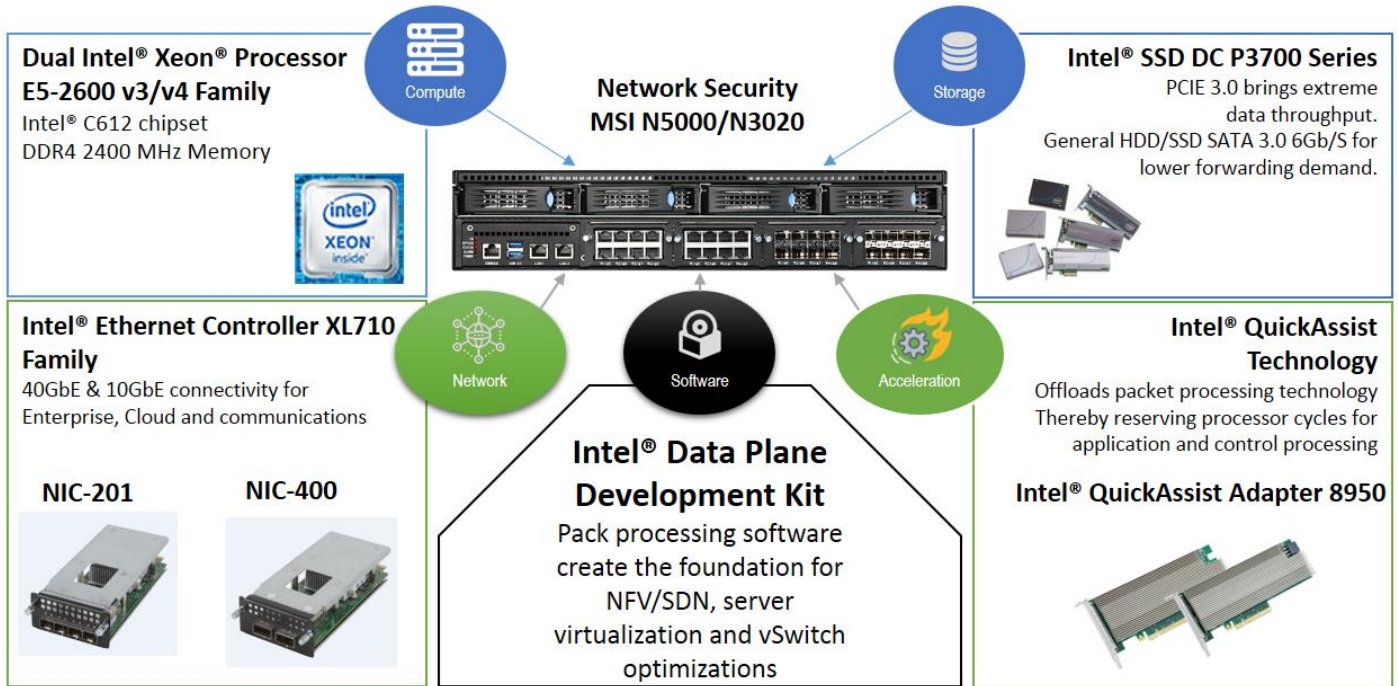 Dual Intel® Xeon® Processor
E5-2600 v3/v4 Family
Intel® C612 chipset
DDR4 2400 MHz Memory
intel®
XEON®
inside™
Compute
Network Security
MSI N5000/N3020
Storage
Intel® SSD DC P3700 Series
PCIE 3.0 brings extreme
data throughput.
General HDD/SSD SATA 3.0 6Gb/S for
lower forwarding demand.
Intel® Ethernet Controller XL710
Family
40GbE & 10GbE connectivity for
Enterprise, Cloud and communications
NIC-201
NIC-400
Network
Software
Acceleration
Intel® Data Plane
Development Kit
Pack processing software
create the foundation for
NFV/SDN, server
virtualization and vSwitch
optimizations
Intel® QuickAssist
Technology
Offloads packet processing technology
Thereby reserving processor cycles for
application and control processing
Intel® QuickAssist Adapter 8950